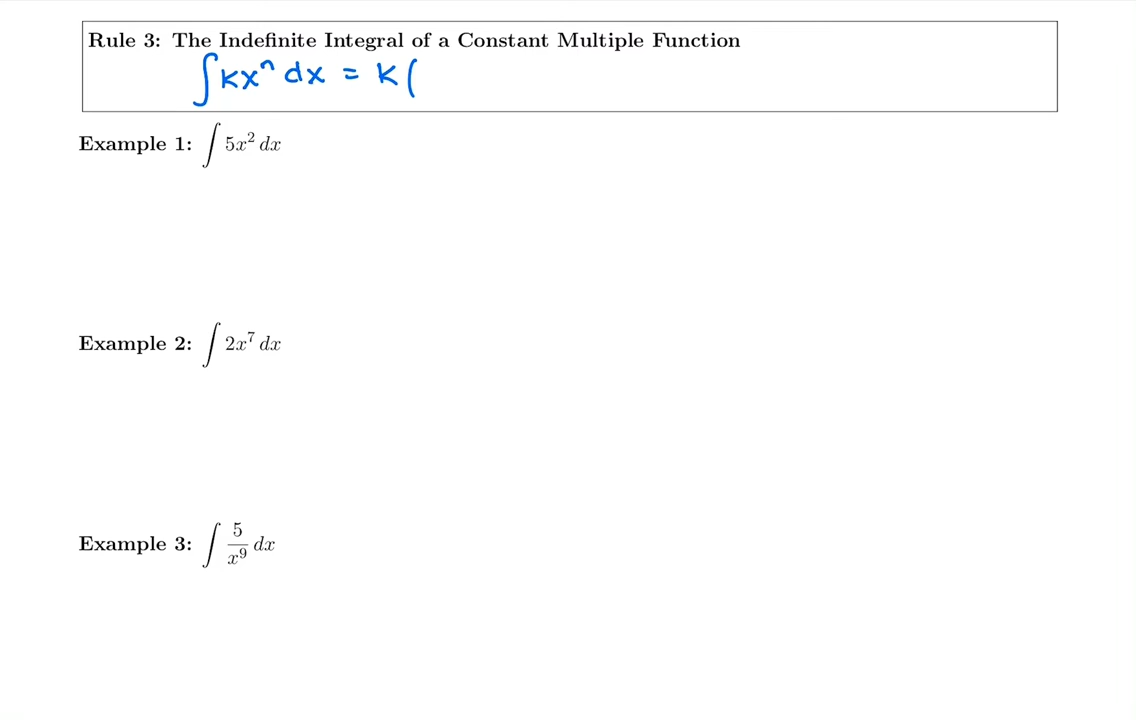 Rule 3: The Indefinite Integral of a Constant Multiple Function
∫kxⁿ dx = k(
Example 1: ∫ 5x² dx
Example 2: ∫ 2x⁷ dx
Example 3: ∫ 5/x⁹ dx